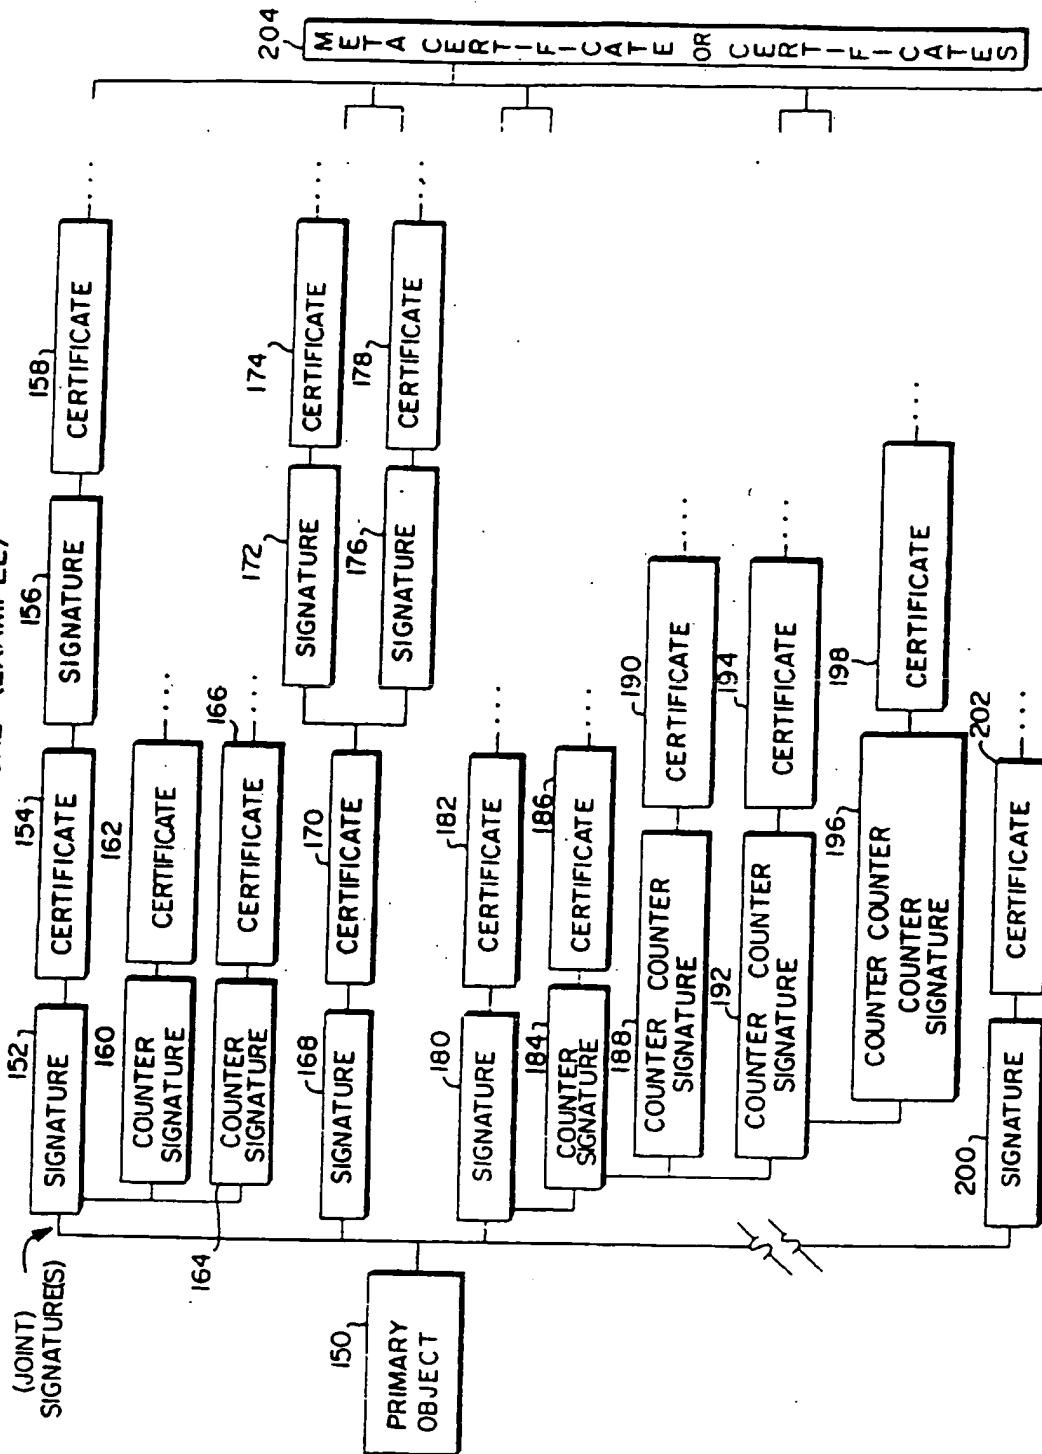 (EXAMPLE)
(JOINT)
SIGNATURE(S)
150
PRIMARY
OBJECT
152
SIGNATURE
154
CERTIFICATE
156
SIGNATURE
158
CERTIFICATE
....
160
COUNTER
SIGNATURE
162
CERTIFICATE
....
164
COUNTER
SIGNATURE
166
CERTIFICATE
....
168
SIGNATURE
170
CERTIFICATE
172
SIGNATURE
174
CERTIFICATE
....
176
SIGNATURE
178
CERTIFICATE
....
180
SIGNATURE
182
CERTIFICATE
....
184
COUNTER
SIGNATURE
186
CERTIFICATE
....
188
COUNTER COUNTER
SIGNATURE
190
CERTIFICATE
....
192
COUNTER COUNTER
SIGNATURE
194
CERTIFICATE
....
196
COUNTER COUNTER
COUNTER
SIGNATURE
198
CERTIFICATE
....
200
SIGNATURE
202
CERTIFICATE
....
204
META CERTIFICATE OR CERTIFICATES